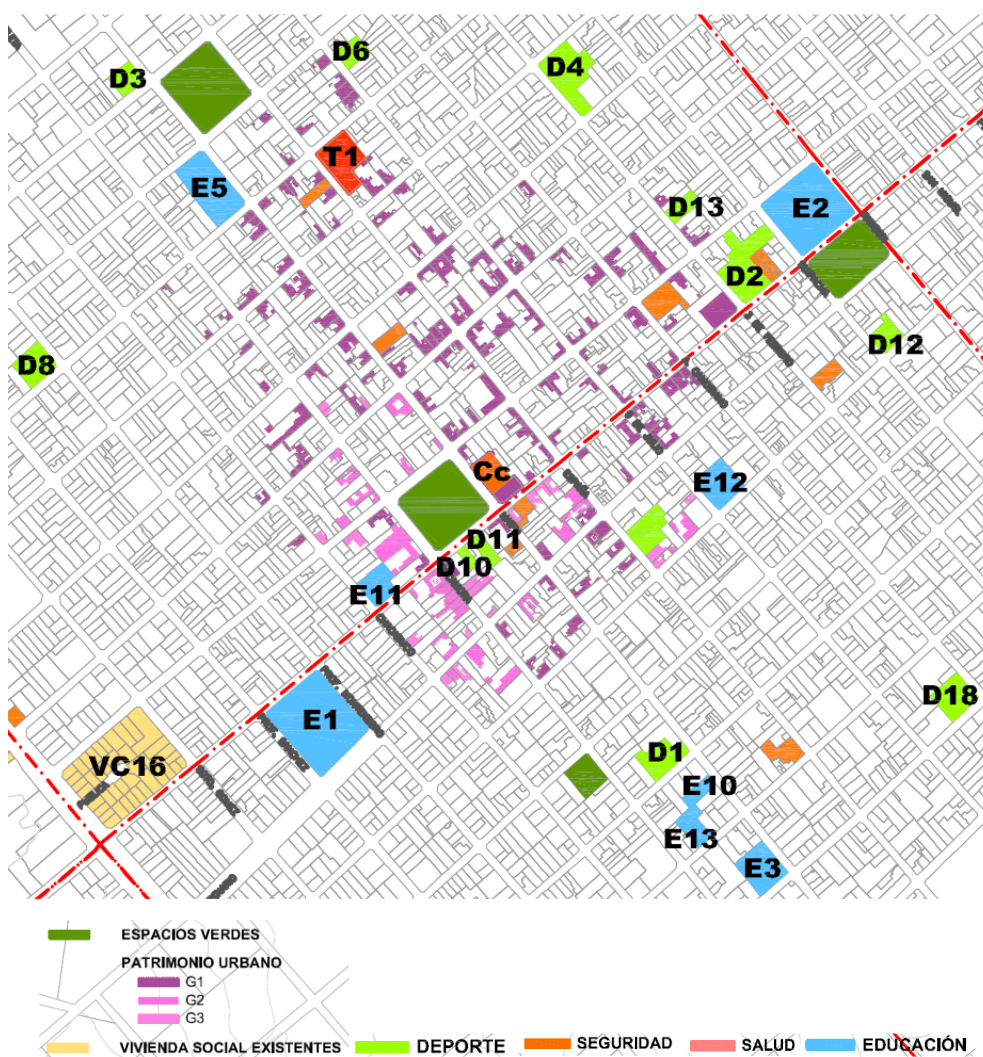 D6
D3
D4
T1
E5
D13
E2
D2
D12
D8
Cc
E12
D11
D10
E11
D18
E1
D1
VC16
E10
E13
E3
ESPACIOS VERDES
PATRIMONIO URBANO
G1
G2
G3
VIVIENDA SOCIAL EXISTENTES DEPORTE SEGURIDAD SALUD EDUCACIÓN